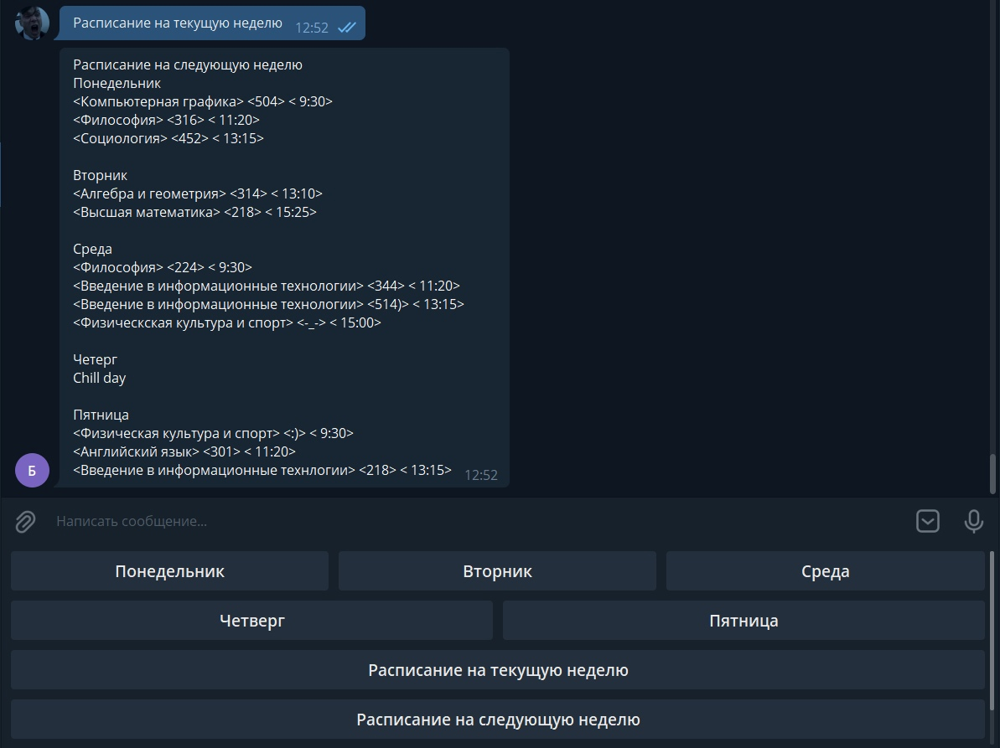 Расписание на текущую неделю 12:52
Расписание на следующую неделю
Понедельник
<Компьютерная графика> <504> < 9:30>
<Философия> <316> < 11:20>
<Социология> <452> < 13:15>
Вторник
<Алгебра и геометрия> <314> < 13:10>
<Высшая математика> <218> < 15:25>
Среда
<Философия> <224> < 9:30>
<Введение в информационные технологии> <344> < 11:20>
<Введение в информационные технологии> <514)> < 13:15>
<Физическская культура и спорт> <-_-> < 15:00>
Четерг
Chill day
Пятница
<Физическая культура и спорт> <:)> < 9:30>
<Английский язык> <301> < 11:20>
<Введение в информационные технлогии> <218> < 13:15> 12:52
Б
Написать сообщение...
Понедельник Вторник Среда
Четверг Пятница
Расписание на текущую неделю
Расписание на следующую неделю